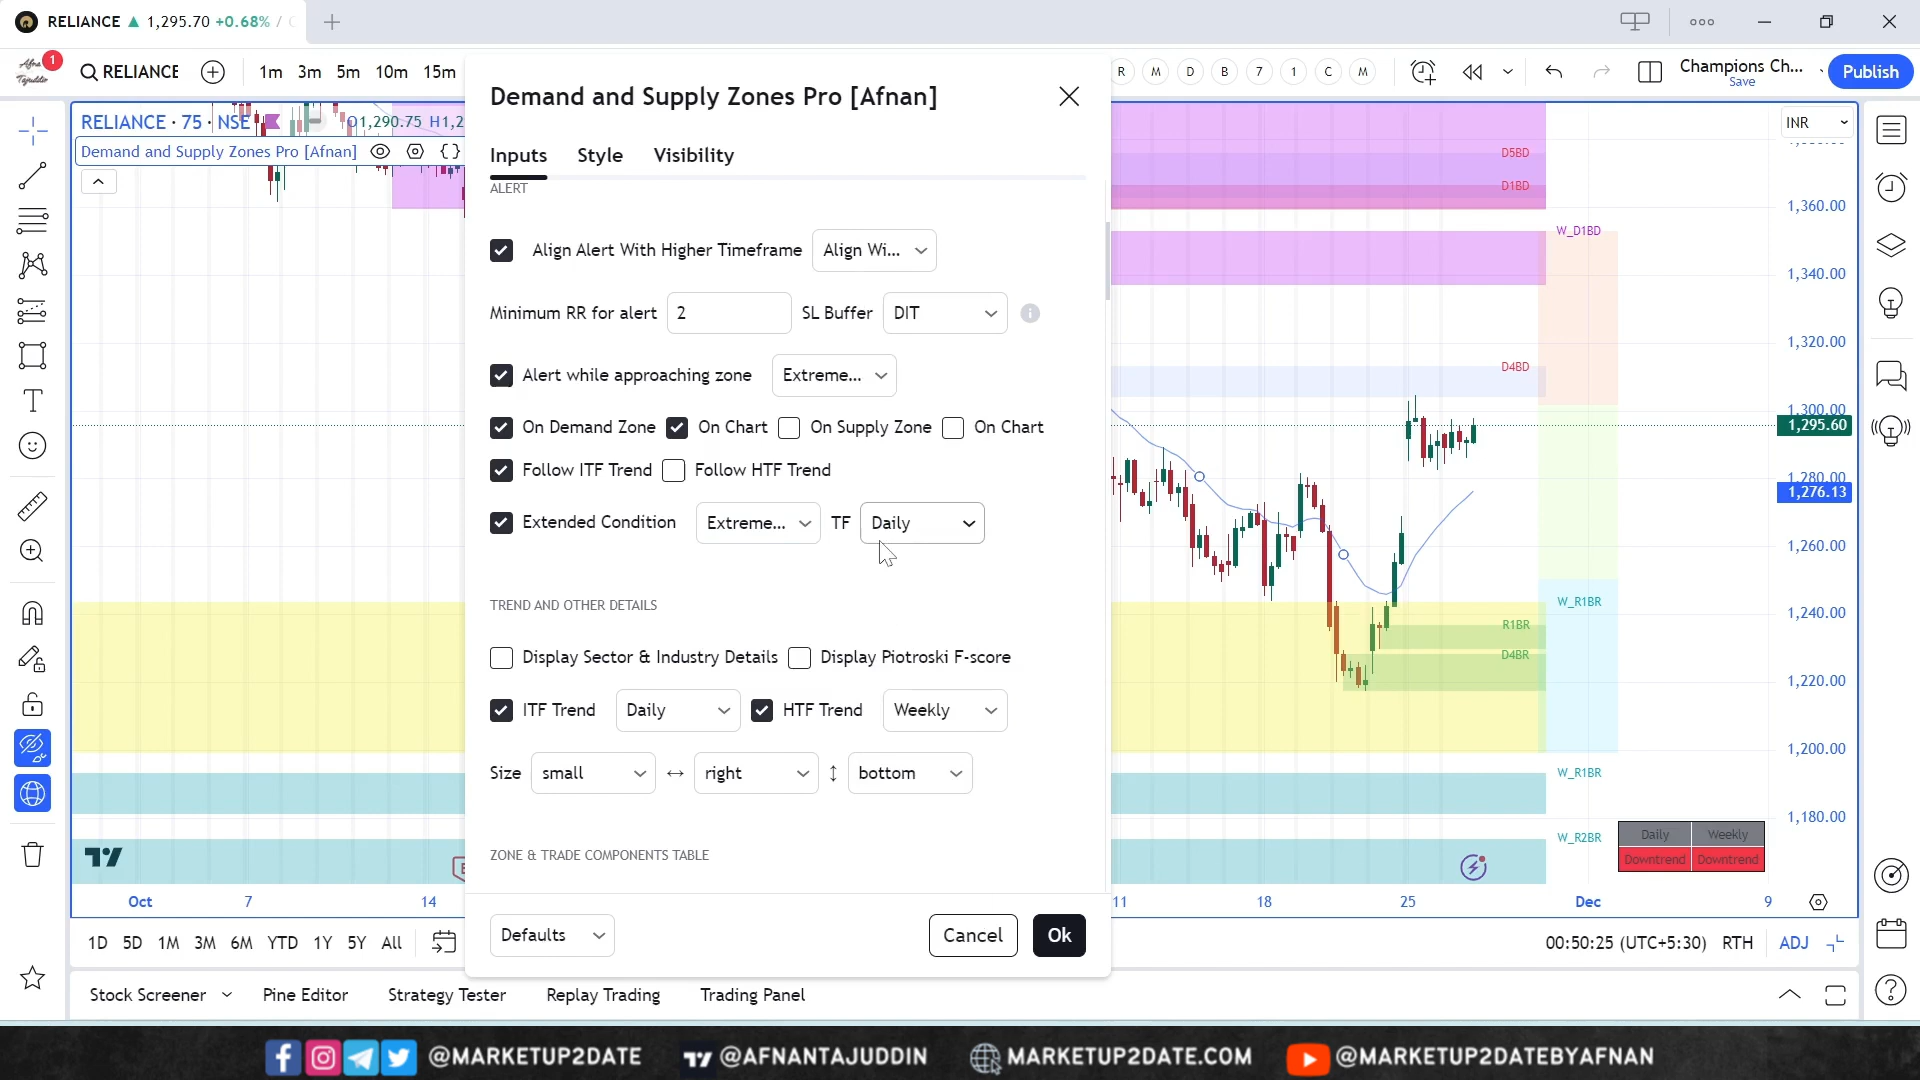 RELIANCE ▲ 1,295.70 +0.68% /
1
RELIANCE 1m 3m 5m 10m 15m
R M D B 7 1 C M
Champions Ch...
Save
Publish
RELIANCE · 75 · NSE O1,290.75 H1,2
Demand and Supply Zones Pro [Afnan]
Demand and Supply Zones Pro [Afnan]
Inputs Style Visibility
ALERT
Align Alert With Higher Timeframe Align Wi...
Minimum RR for alert 2 SL Buffer DIT
Alert while approaching zone Extreme...
On Demand Zone On Chart On Supply Zone On Chart
Follow ITF Trend Follow HTF Trend
Extended Condition Extreme... TF Daily
TREND AND OTHER DETAILS
Display Sector & Industry Details Display Piotroski F-score
ITF Trend Daily HTF Trend Weekly
Size small ↔ right ↕ bottom
ZONE & TRADE COMPONENTS TABLE
Defaults Cancel Ok
INR
D5BD
D1BD
1,360.00
W_D1BD
1,340.00
1,320.00
D4BD
1,300.00
1,295.60
1,280.00
1,276.13
1,260.00
W_R1BR
1,240.00
R1BR
D4BR
1,220.00
1,200.00
W_R1BR
1,180.00
W_R2BR
Daily Weekly
Downtrend Downtrend
Oct 7 14 11 18 25 Dec 9
1D 5D 1M 3M 6M YTD 1Y 5Y All
00:50:25 (UTC+5:30) RTH ADJ
Stock Screener Pine Editor Strategy Tester Replay Trading Trading Panel
@MARKETUP2DATE @AFNANTAJUDDIN MARKETUP2DATE.COM @MARKETUP2DATEBYAFNAN